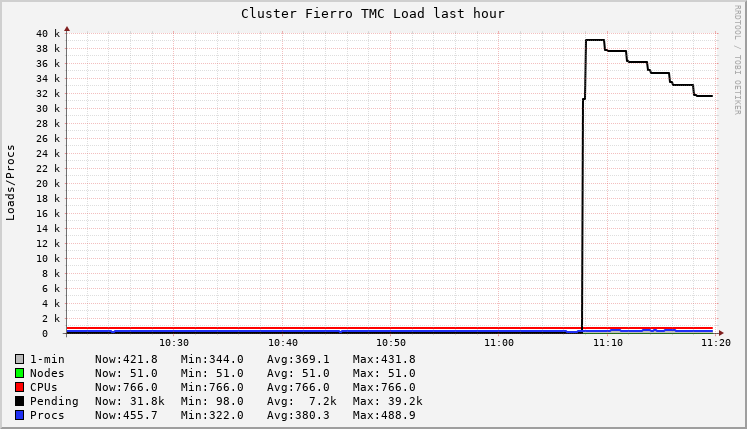 Cluster Fierro TMC Load last hour
RRDTOOL / TOBI OETIKER
Loads/Procs
40 k
38 k
36 k
34 k
32 k
30 k
28 k
26 k
24 k
22 k
20 k
18 k
16 k
14 k
12 k
10 k
8 k
6 k
4 k
2 k
0
10:30 10:40 10:50 11:00 11:10 11:20
1-min Now:421.8 Min:344.0 Avg:369.1 Max:431.8
Nodes Now: 51.0 Min: 51.0 Avg: 51.0 Max: 51.0
CPUs Now:766.0 Min:766.0 Avg:766.0 Max:766.0
Pending Now: 31.8k Min: 98.0 Avg: 7.2k Max: 39.2k
Procs Now:455.7 Min:322.0 Avg:380.3 Max:488.9